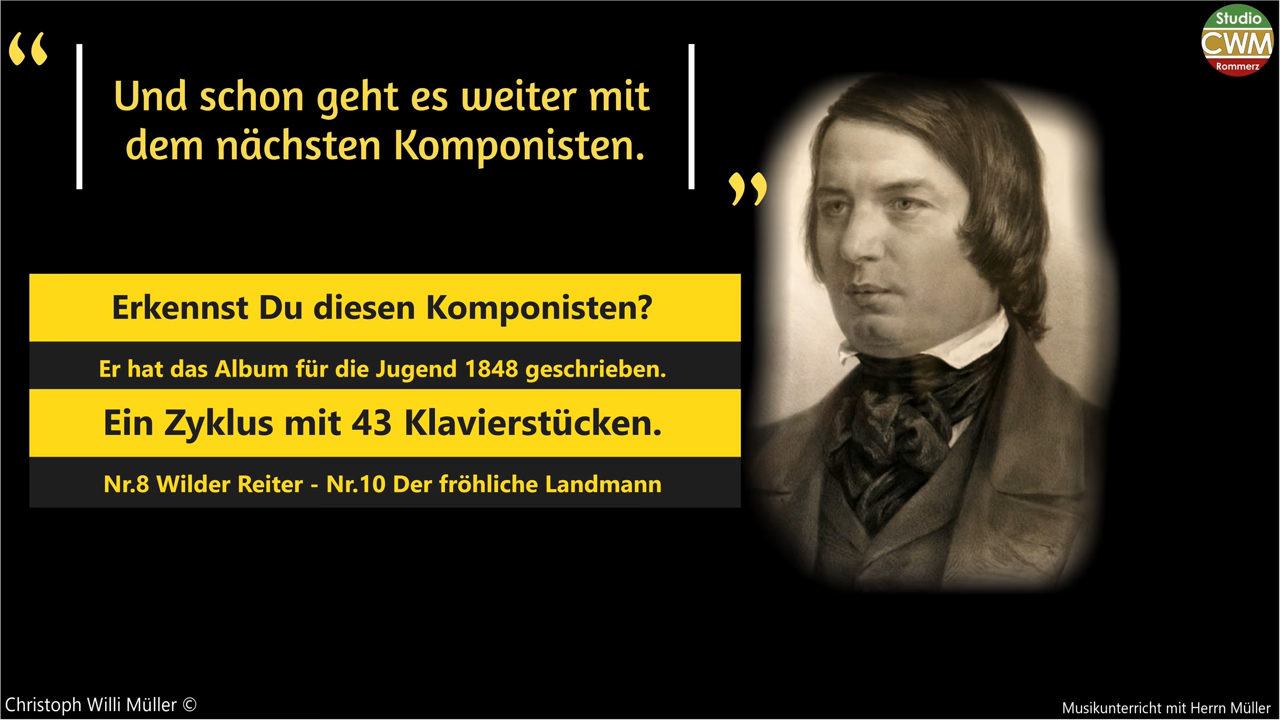 Studio
CWM
Rommerz
“
Und schon geht es weiter mit
dem nächsten Komponisten.
”
Erkennst Du diesen Komponisten?
Er hat das Album für die Jugend 1848 geschrieben.
Ein Zyklus mit 43 Klavierstücken.
Nr.8 Wilder Reiter - Nr.10 Der fröhliche Landmann
Christoph Willi Müller ©
Musikunterricht mit Herrn Müller